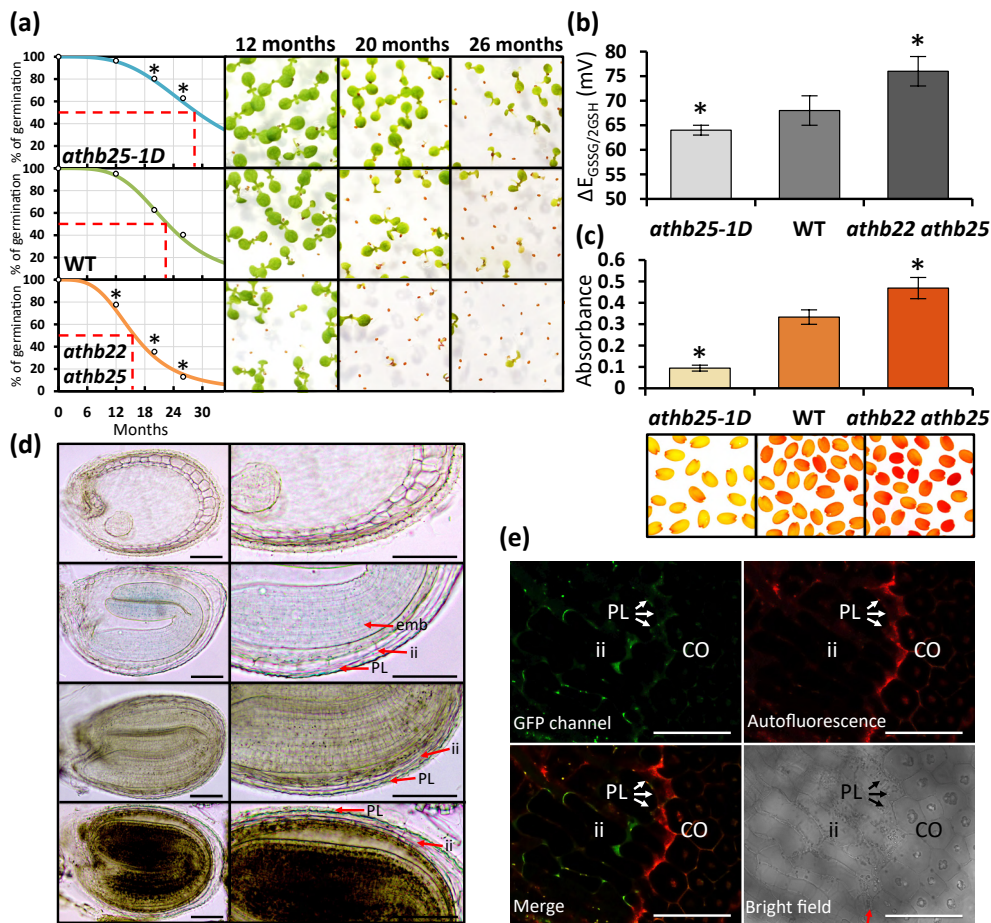 (a)
12 months
20 months
26 months
% of germination
100
80
60
40
20
* *
athb25-1D
% of germination
100
80
60
40
20
WT
% of germination
100
80
60
40
20
0
* * *
athb22
athb25
0 6 12 18 24 30
Months
(b)
ΔE GSSG/2GSH (mV)
80
75
70
65
60
55
50
* *
athb25-1D WT athb22 athb25
(c)
Absorbance
0.6
0.5
0.4
0.3
0.2
0.1
0
* *
athb25-1D WT athb22 athb25
(d)
emb
ii
PL
ii
PL
PL
ii
(e)
PL
ii
CO
GFP channel
PL
ii
CO
Autofluorescence
PL
ii
CO
Merge
PL
ii
CO
Bright field